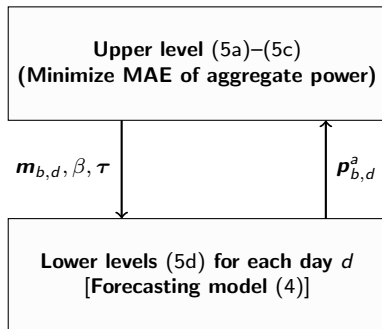 Upper level (5a)–(5c)
(Minimize MAE of aggregate power)
m_{b,d}, β, τ
p^a_{b,d}
Lower levels (5d) for each day d
[Forecasting model (4)]